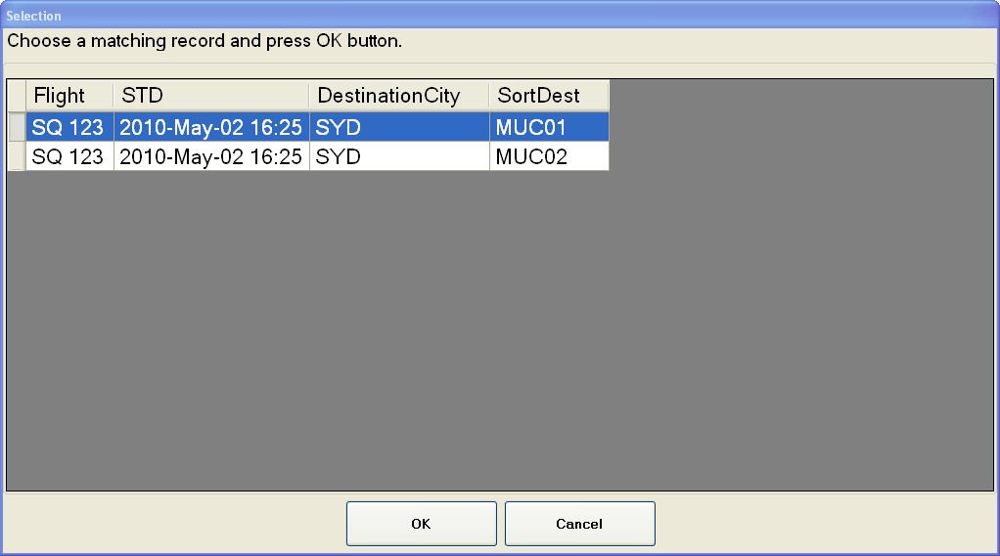 Selection
Choose a matching record and press OK button.
Flight STD DestinationCity SortDest
SQ 123 2010-May-02 16:25 SYD MUC01
SQ 123 2010-May-02 16:25 SYD MUC02
OK Cancel